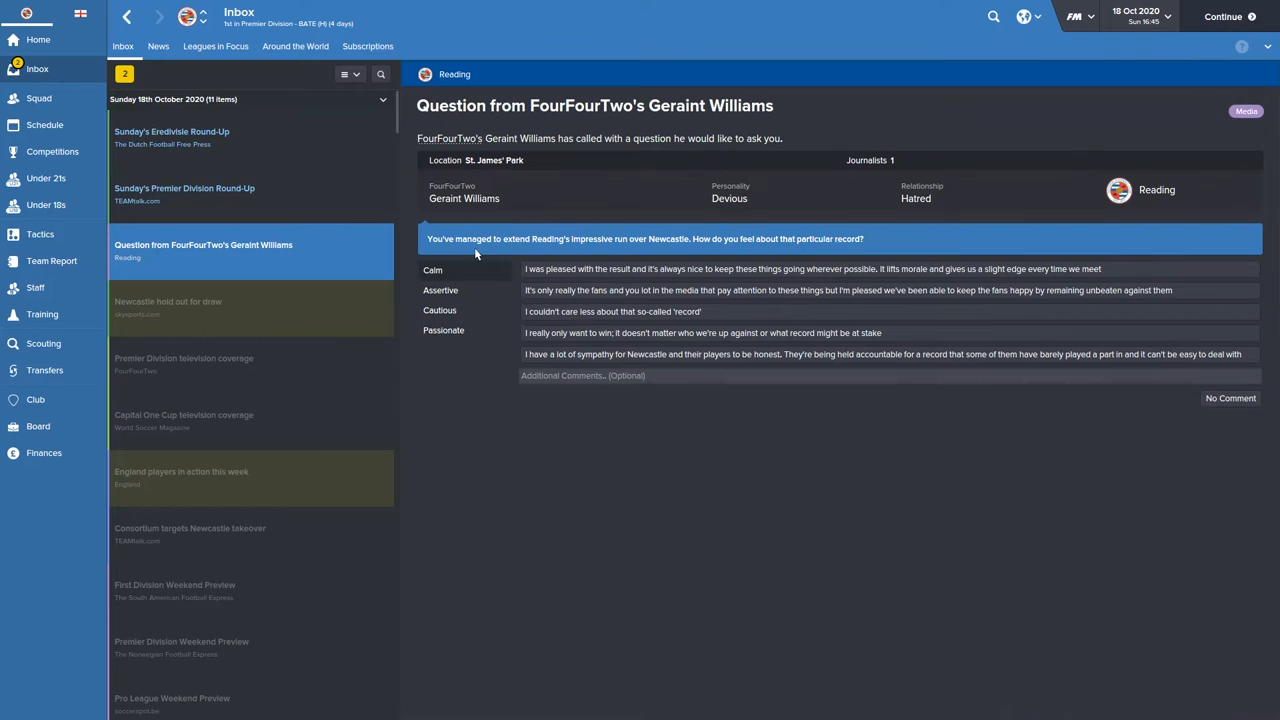 Inbox
1st in Premier Division - BATE (H) (4 days)
FM
18 Oct 2020
Sun 16:45
Continue
Home
2
Inbox
Squad
Schedule
Competitions
Under 21s
Under 18s
Tactics
Team Report
Staff
Training
Scouting
Transfers
Club
Board
Finances
Inbox
News
Leagues in Focus
Around the World
Subscriptions
?
2
Sunday 18th October 2020 (11 items)
Sunday's Eredivisie Round-Up
The Dutch Football Free Press
Sunday's Premier Division Round-Up
TEAMtalk.com
Question from FourFourTwo's Geraint Williams
Reading
Newcastle hold out for draw
skysports.com
Premier Division television coverage
FourFourTwo
Capital One Cup television coverage
World Soccer Magazine
England players in action this week
England
Consortium targets Newcastle takeover
TEAMtalk.com
First Division Weekend Preview
The South American Football Express
Premier Division Weekend Preview
The Norwegian Football Express
Pro League Weekend Preview
soccerspot.be
Reading
Question from FourFourTwo's Geraint Williams
Media
FourFourTwo's Geraint Williams has called with a question he would like to ask you.
Location St. James' Park
Journalists 1
FourFourTwo
Geraint Williams
Personality
Devious
Relationship
Hatred
Reading
You've managed to extend Reading's impressive run over Newcastle. How do you feel about that particular record?
Calm
Assertive
Cautious
Passionate
I was pleased with the result and it's always nice to keep these things going wherever possible. It lifts morale and gives us a slight edge every time we meet
It's only really the fans and you lot in the media that pay attention to these things but I'm pleased we've been able to keep the fans happy by remaining unbeaten against them
I couldn't care less about that so-called 'record'
I really only want to win; it doesn't matter who we're up against or what record might be at stake
I have a lot of sympathy for Newcastle and their players to be honest. They're being held accountable for a record that some of them have barely played a part in and it can't be easy to deal with
Additional Comments.. (Optional)
No Comment